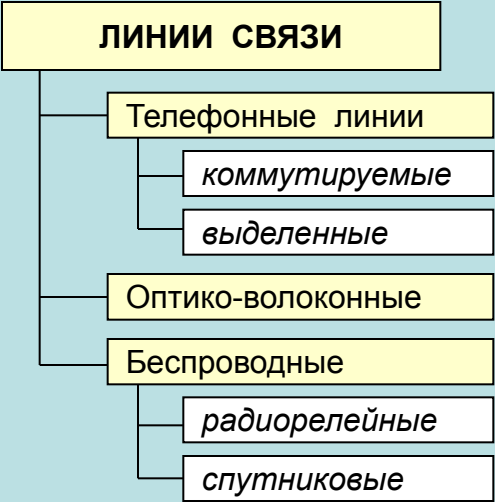 ЛИНИИ СВЯЗИ
Телефонные линии
коммутируемые
выделенные
Оптико-волоконные
Беспроводные
радиорелейные
спутниковые